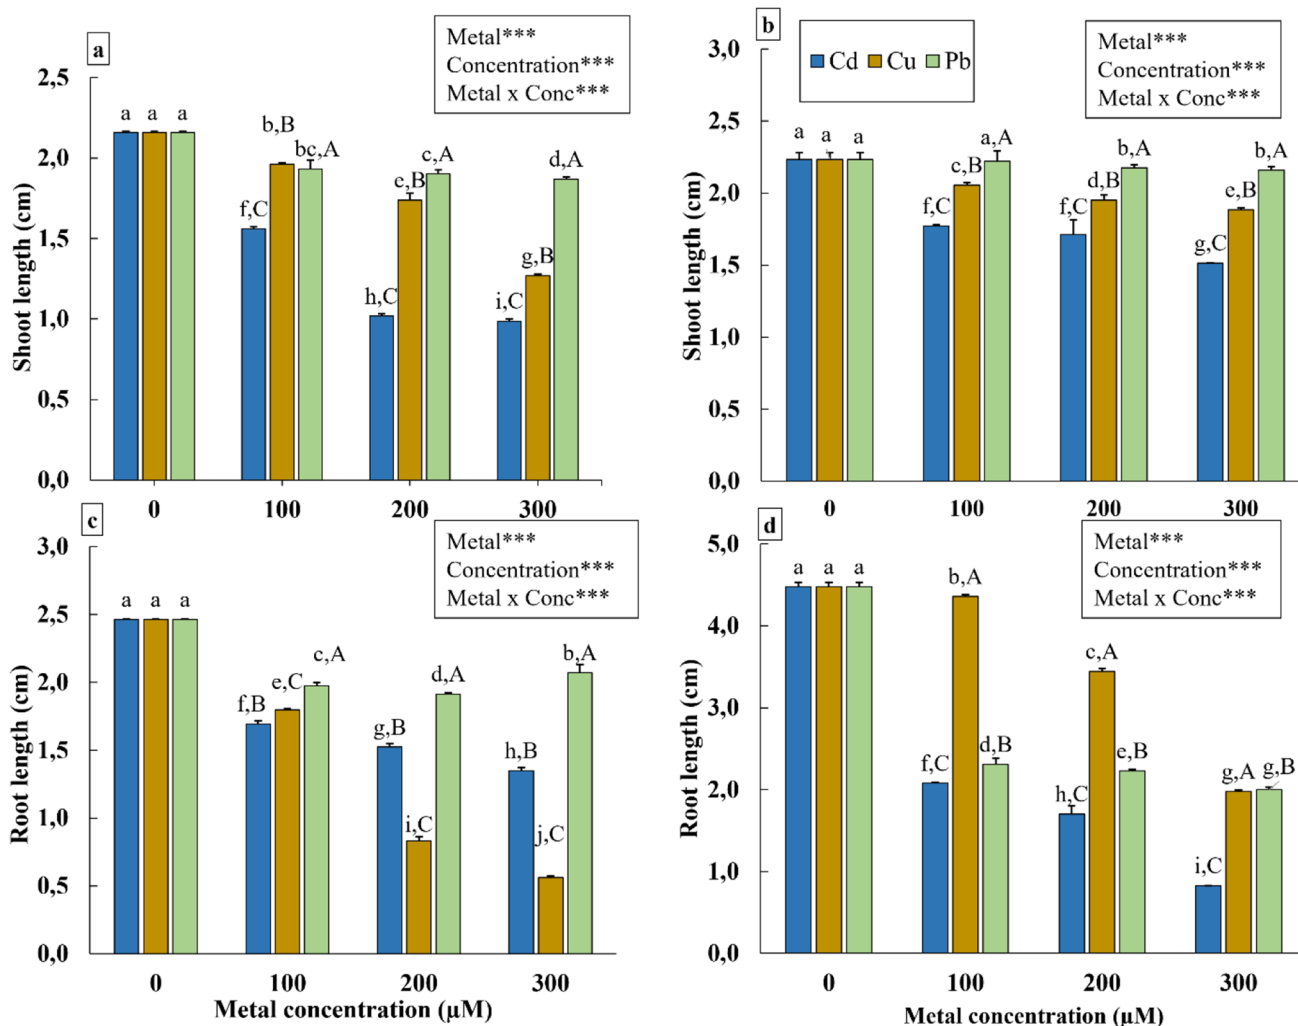 a
Metal***
Concentration***
Metal x Conc***
Shoot length (cm)
2,5
2,0
1,5
1,0
0,5
0,0
a a a
b,B
bc,A
f,C
c,A
e,B
h,C
d,A
g,B
i,C
0 100 200 300
b
Cd Cu Pb
Metal***
Concentration***
Metal x Conc***
Shoot length (cm)
3,0
2,5
2,0
1,5
1,0
0,5
0,0
a a a
a,A
c,B
f,C
b,A
d,B
f,C
b,A
e,B
g,C
0 100 200 300
c
Metal***
Concentration***
Metal x Conc***
Root length (cm)
3,0
2,5
2,0
1,5
1,0
0,5
0,0
a a a
c,A
e,C
f,B
d,A
g,B
i,C
b,A
h,B
j,C
0 100 200 300
Metal concentration (µM)
d
Metal***
Concentration***
Metal x Conc***
Root length (cm)
5,0
4,0
3,0
2,0
1,0
0,0
a a a
b,A
d,B
f,C
c,A
e,B
h,C
g,A
g,B
i,C
0 100 200 300
Metal concentration (µM)